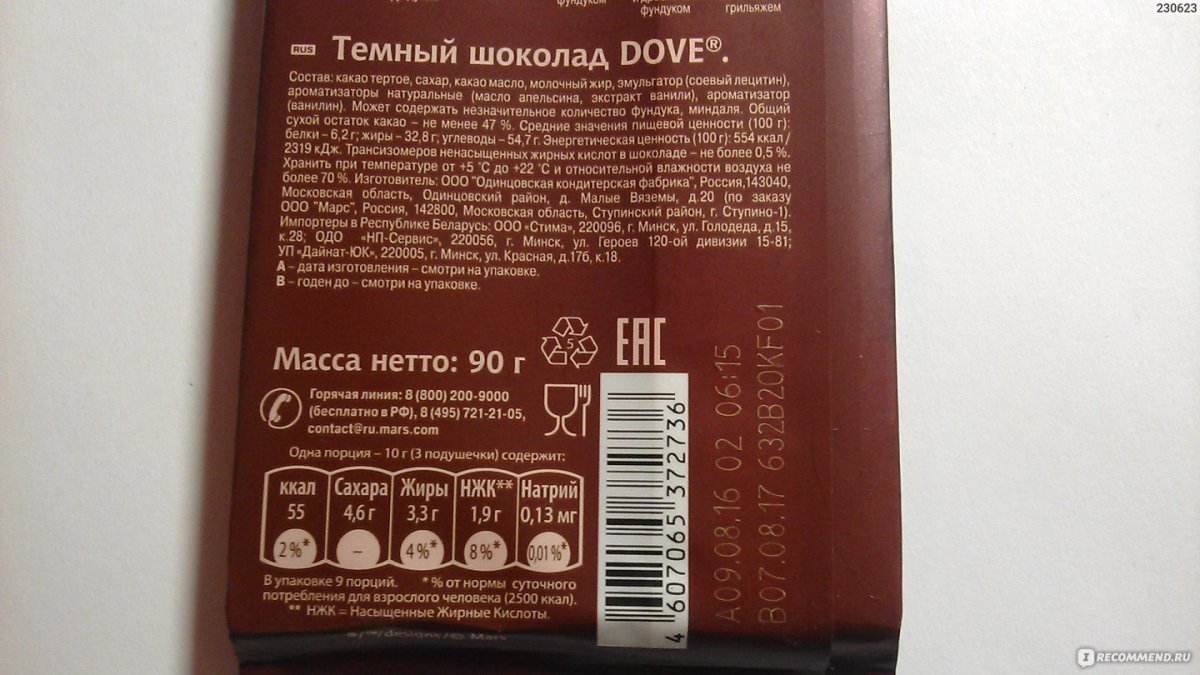 230623
фундуком
фундуком
грильяжем
RUS Темный шоколад DOVE®.
Состав: какао тертое, сахар, какао масло, молочный жир, эмульгатор (соевый лецитин),
ароматизаторы натуральные (масло апельсина, экстракт ванили), ароматизатор
(ванилин). Может содержать незначительное количество фундука, миндаля. Общий
сухой остаток какао – не менее 47 %. Средние значения пищевой ценности (100 г):
белки – 6,2 г; жиры – 32,8 г; углеводы – 54,7 г. Энергетическая ценность (100 г): 554 ккал /
2319 кДж. Трансизомеров ненасыщенных жирных кислот в шоколаде – не более 0,5 %.
Хранить при температуре от +5 °С до +22 °С и относительной влажности воздуха не
более 70 %. Изготовитель: ООО "Одинцовская кондитерская фабрика", Россия,143040,
Московская область, Одинцовский район, д. Малые Вяземы, д.20 (по заказу
ООО "Марс", Россия, 142800, Московская область, Ступинский район, г. Ступино-1).
Импортеры в Республике Беларусь: ООО «Стима», 220096, г. Минск, ул. Голодеда, д.15,
к.28; ОДО «НП-Сервис», 220056, г. Минск, ул. Героев 120-ой дивизии 15-81;
УП «Дайнат-ЮК», 220005, г. Минск, ул. Красная, д.17б, к.18.
А – дата изготовления – смотри на упаковке.
В – годен до – смотри на упаковке.
Масса нетто: 90 г
5
EAC
Горячая линия: 8 (800) 200-9000
(бесплатно в РФ), 8 (495) 721-21-05,
contact@ru.mars.com
Одна порция – 10 г (3 подушечки) содержит:
ккал Сахара Жиры НЖК** Натрий
55 4,6 г 3,3 г 1,9 г 0,13 мг
2%* – 4%* 8%* 0,01%*
В упаковке 9 порций. *% от нормы суточного
потребления для взрослого человека (2500 ккал).
** НЖК = Насыщенные Жирные Кислоты.
®/™/designs/© Mars
4 607065 372736
A09.08.16 02 06:15
B07.08.17 632B20KF01
IRECOMMEND.RU